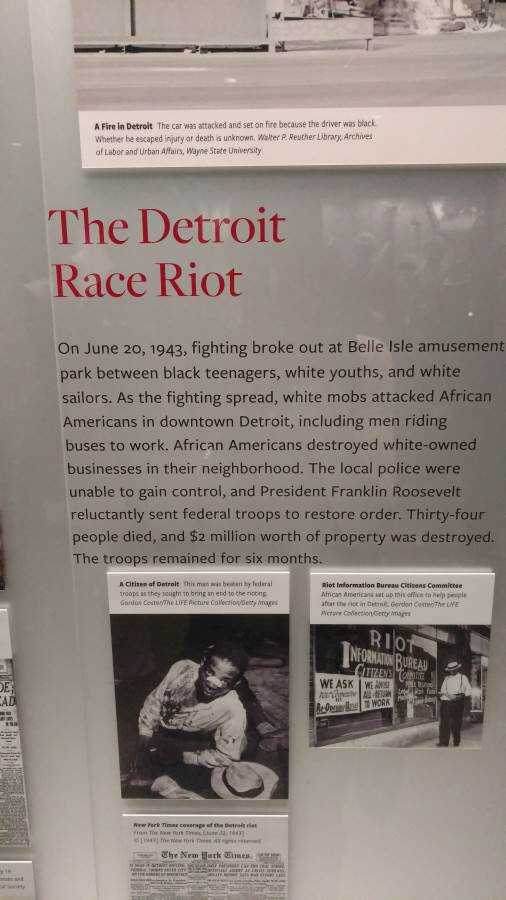 A Fire in Detroit The car was attacked and set on fire because the driver was black.
Whether he escaped injury or death is unknown. Walter P. Reuther Library, Archives
of Labor and Urban Affairs, Wayne State University
The Detroit
Race Riot
On June 20, 1943, fighting broke out at Belle Isle amusement
park between black teenagers, white youths, and white
sailors. As the fighting spread, white mobs attacked African
Americans in downtown Detroit, including men riding
buses to work. African Americans destroyed white-owned
businesses in their neighborhood. The local police were
unable to gain control, and President Franklin Roosevelt
reluctantly sent federal troops to restore order. Thirty-four
people died, and $2 million worth of property was destroyed.
The troops remained for six months.
A Citizen of Detroit This man was beaten by federal
troops as they sought to bring an end to the rioting.
Gordon Coster/The LIFE Picture Collection/Getty Images
Riot Information Bureau Citizens Committee
African Americans set up this office to help people
after the riot in Detroit. Gordon Coster/The LIFE
Picture Collection/Getty Images
RIOT
INFORMATION BUREAU
CITIZENS COMMITTEE
WE ASK
WE ADVISE
ALL RETURN
TO WORK
New York Times coverage of the Detroit riot
From The New York Times, [June 22, 1943]
© [1943] The New York Times. All rights reserved
The New York Times.